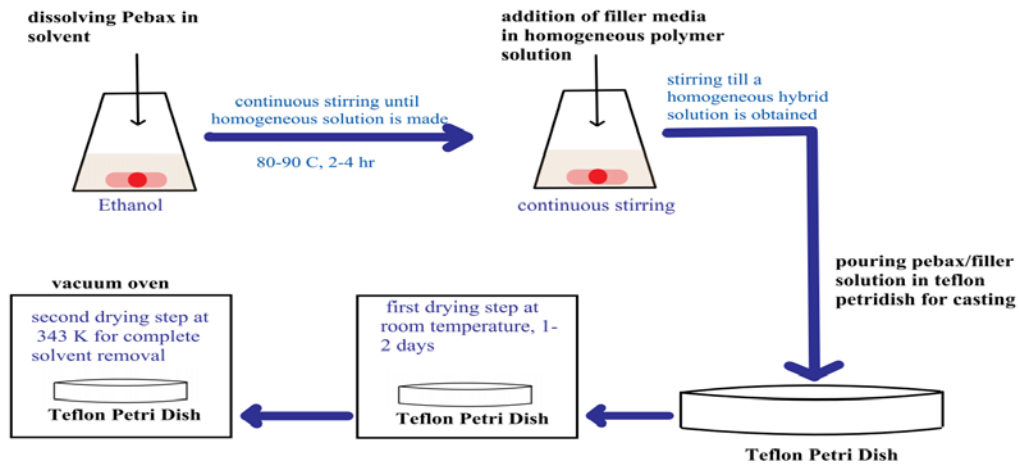 dissolving Pebax in
solvent
Ethanol
continuous stirring until
homogeneous solution is made
80-90 C, 2-4 hr
addition of filler media
in homogeneous polymer
solution
continuous stirring
stirring till a
homogeneous hybrid
solution is obtained
pouring pebax/filler
solution in teflon
petridish for casting
Teflon Petri Dish
first drying step at
room temperature, 1-
2 days
Teflon Petri Dish
vacuum oven
second drying step at
343 K for complete
solvent removal
Teflon Petri Dish